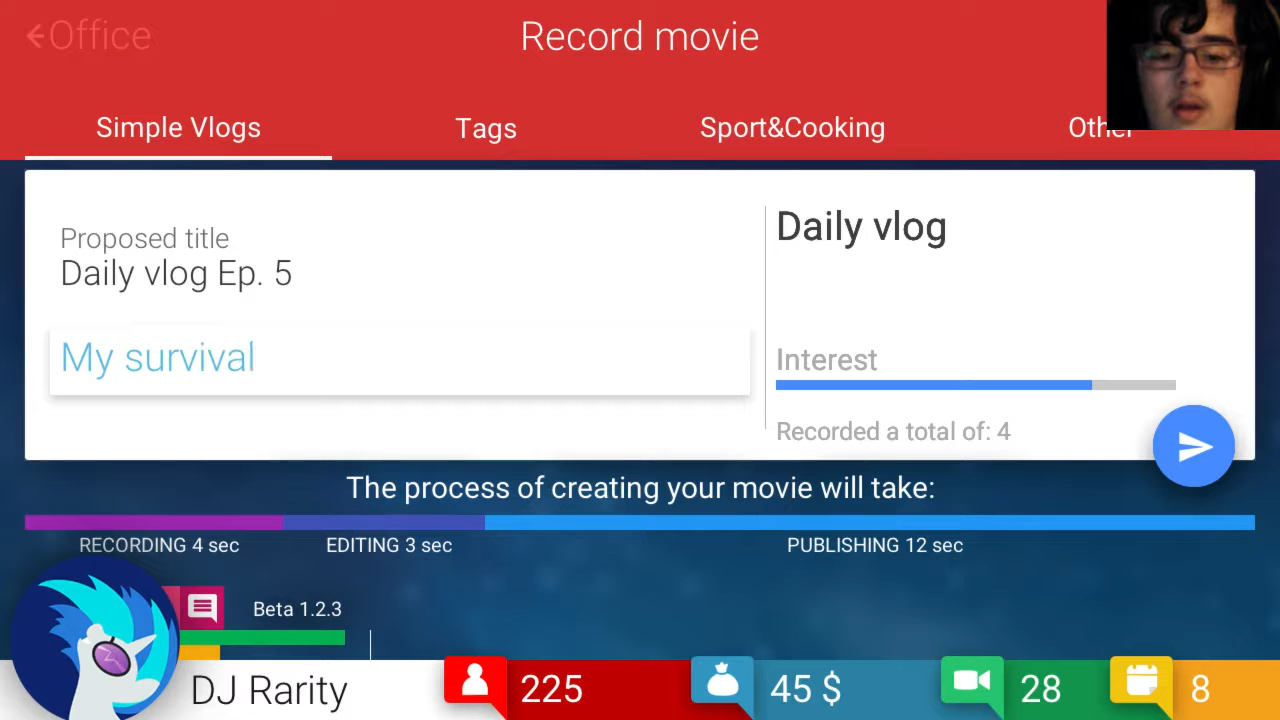 Office
Record movie
Simple Vlogs
Tags
Sport&Cooking
Other
Proposed title
Daily vlog Ep. 5
My survival
Daily vlog
Interest
Recorded a total of: 4
The process of creating your movie will take:
RECORDING 4 sec
EDITING 3 sec
PUBLISHING 12 sec
Beta 1.2.3
DJ Rarity
225
45 $
28
8